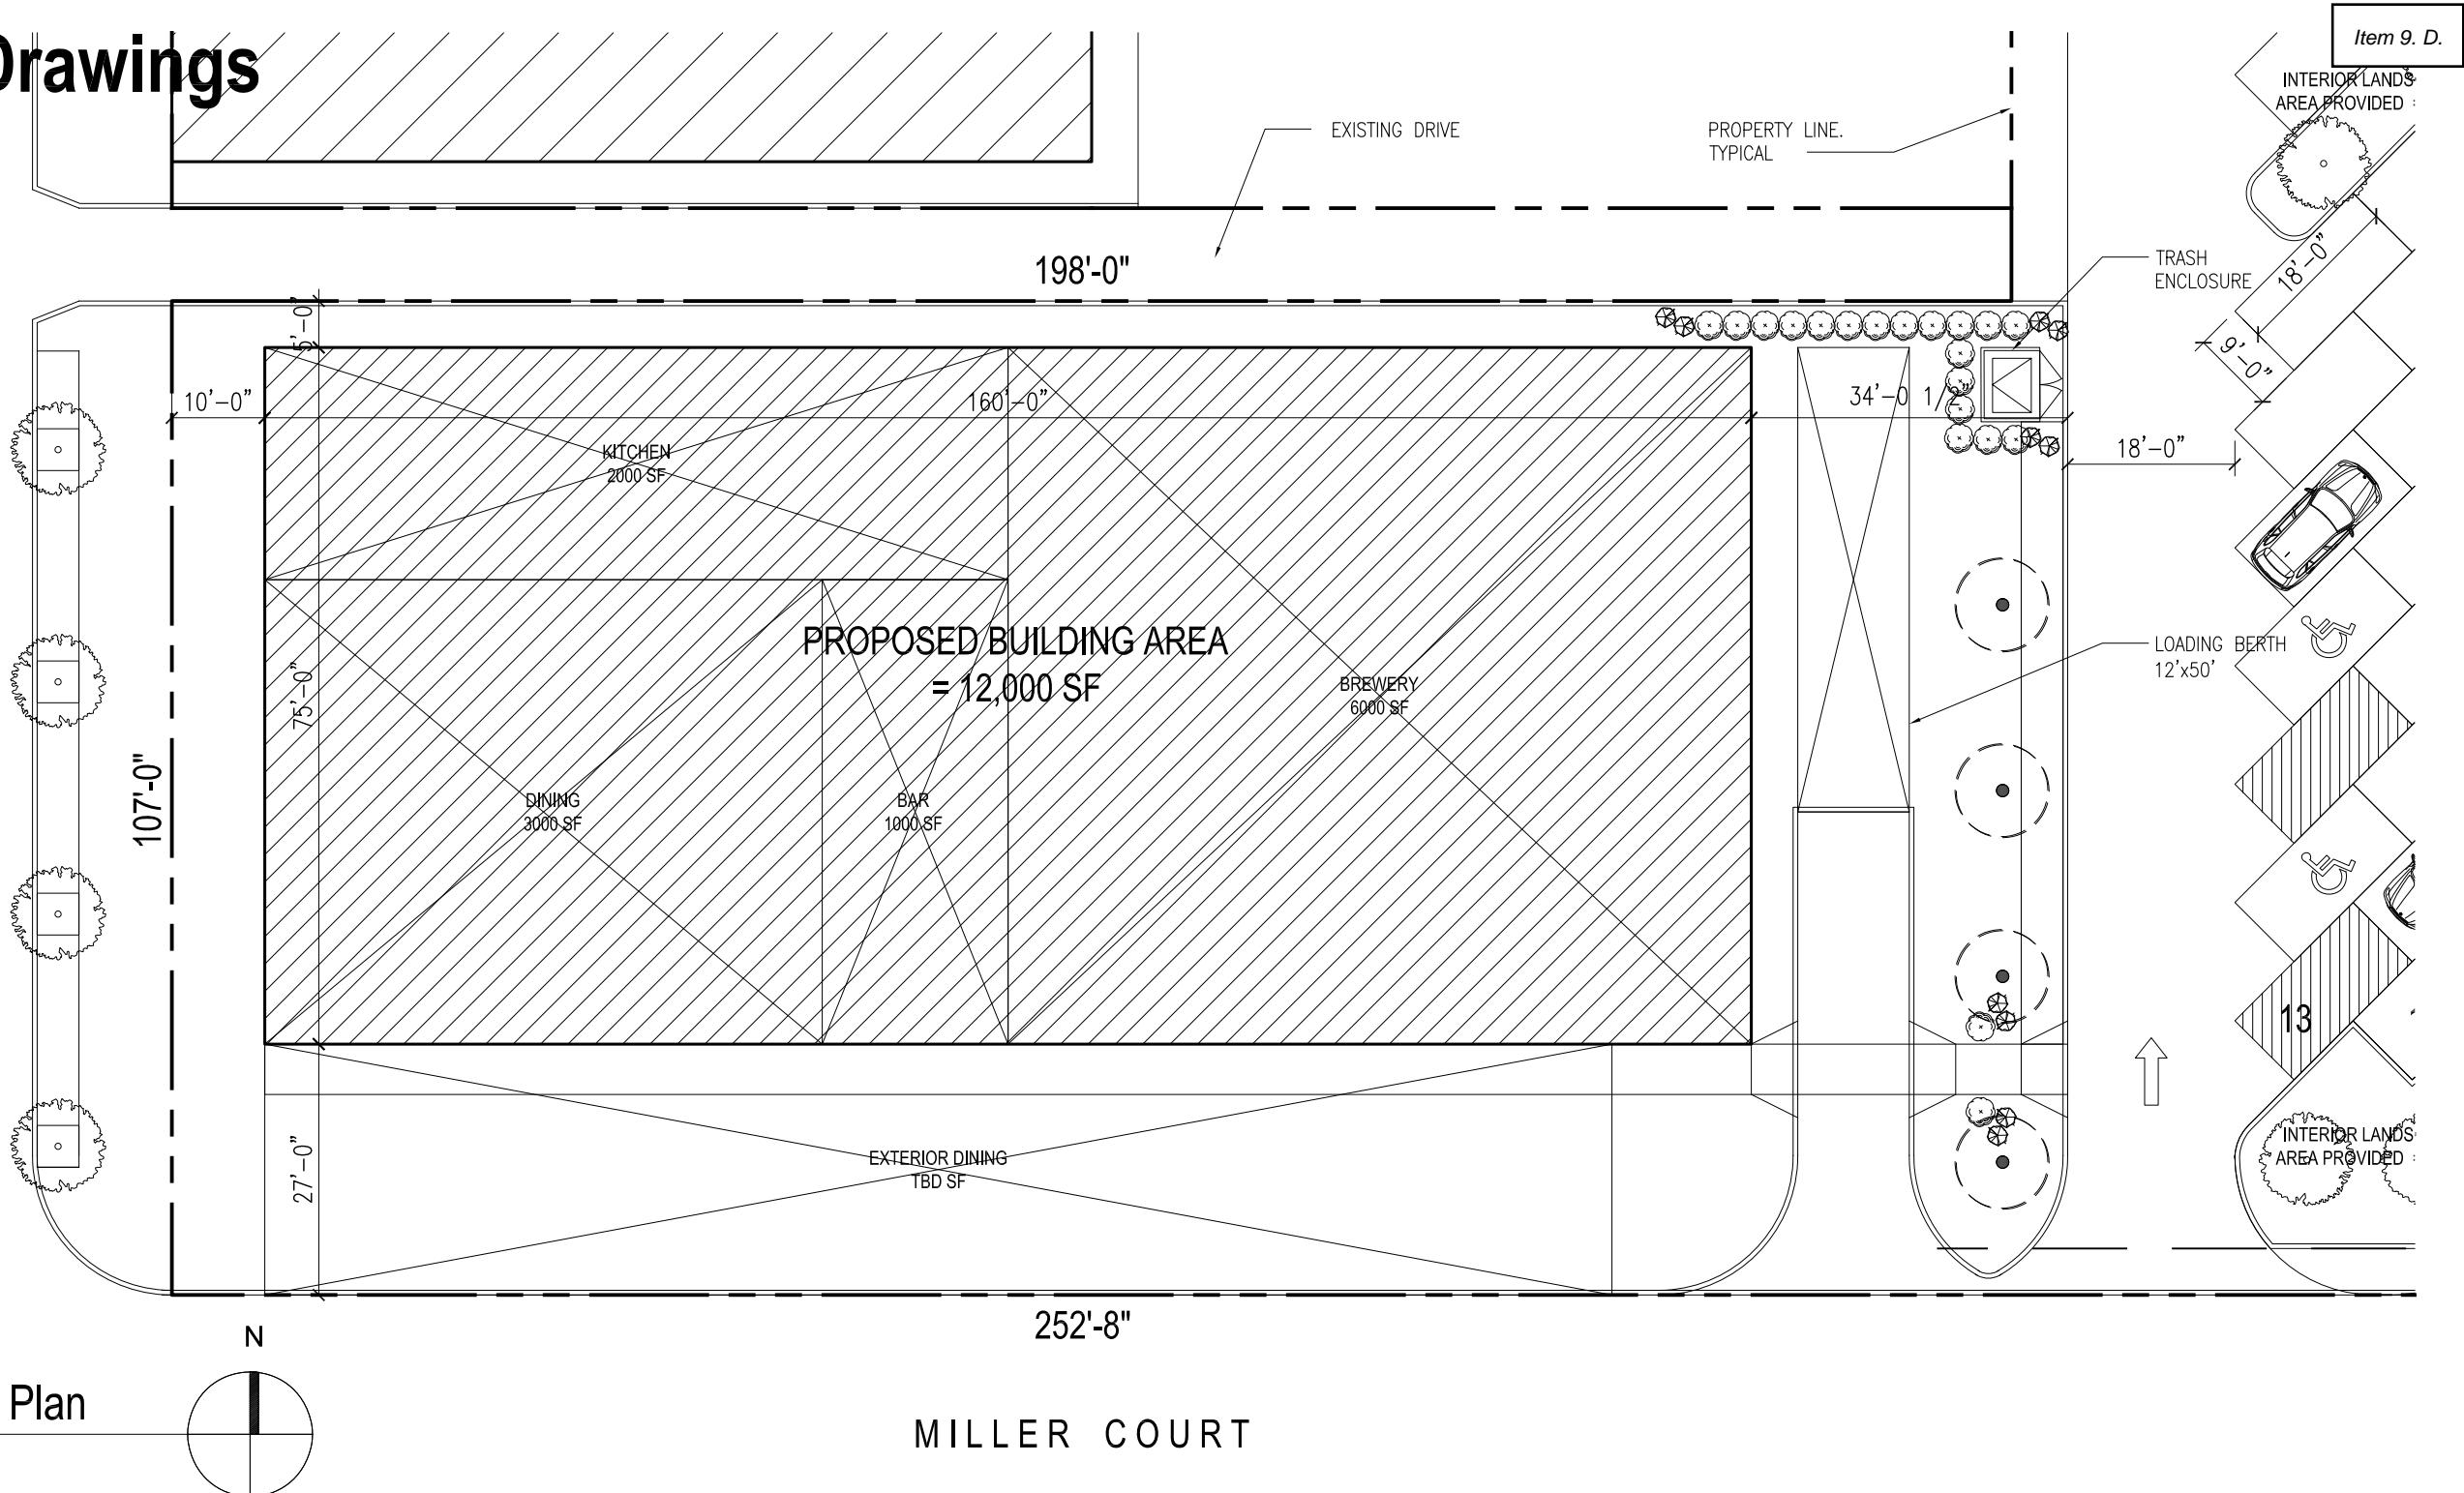 Drawings
Item 9. D.
INTERIOR LANDS
AREA PROVIDED
EXISTING DRIVE
PROPERTY LINE.
TYPICAL
198'-0"
TRASH
ENCLOSURE
18'-0"
9'-0"
5'-0"
10'-0"
160'-0"
34'-0 1/2"
18'-0"
KITCHEN
2000 SF
PROPOSED BUILDING AREA
= 12,000 SF
BREWERY
6000 SF
LOADING BERTH
12'x50'
75'-0"
107'-0"
DINING
3000 SF
BAR
1000 SF
13
27'-0"
EXTERIOR DINING
TBD SF
INTERIOR LANDS
AREA PROVIDED
252'-8"
N
Plan
MILLER COURT